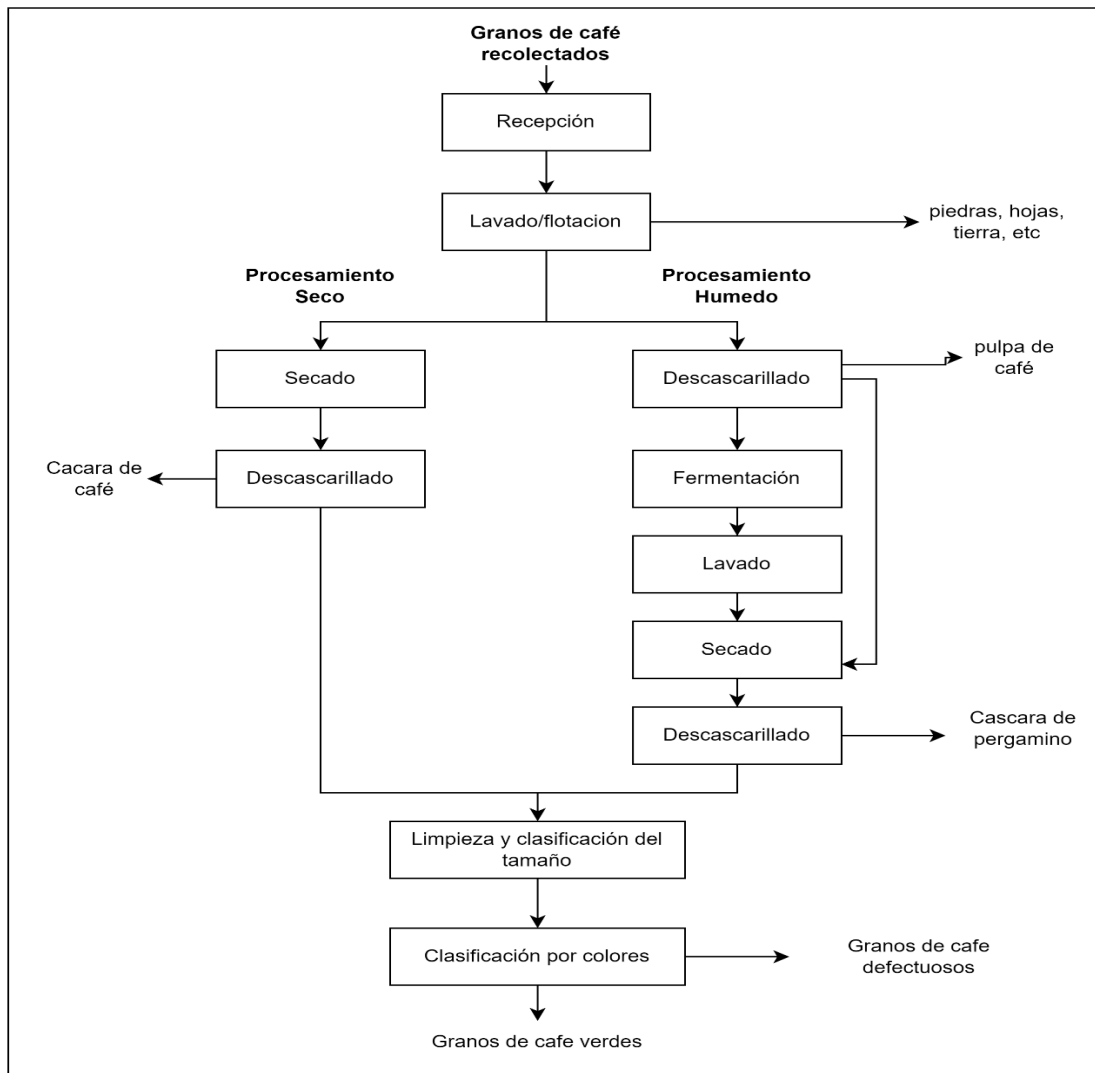 Granos de café
recolectados
Recepción
Lavado/flotacion
piedras, hojas,
tierra, etc
Procesamiento
Seco
Procesamiento
Humedo
Secado
Descascarillado
pulpa de
café
Cacara de
café
Descascarillado
Fermentación
Lavado
Secado
Descascarillado
Cascara de
pergamino
Limpieza y clasificación del
tamaño
Clasificación por colores
Granos de cafe
defectuosos
Granos de cafe verdes